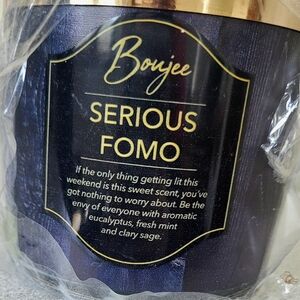 Boujee
SERIOUS
FOMO
If the only thing getting lit this
weekend is this sweet scent, you've
got nothing to worry about. Be the
envy of everyone with aromatic
eucalyptus, fresh mint
and clary sage.